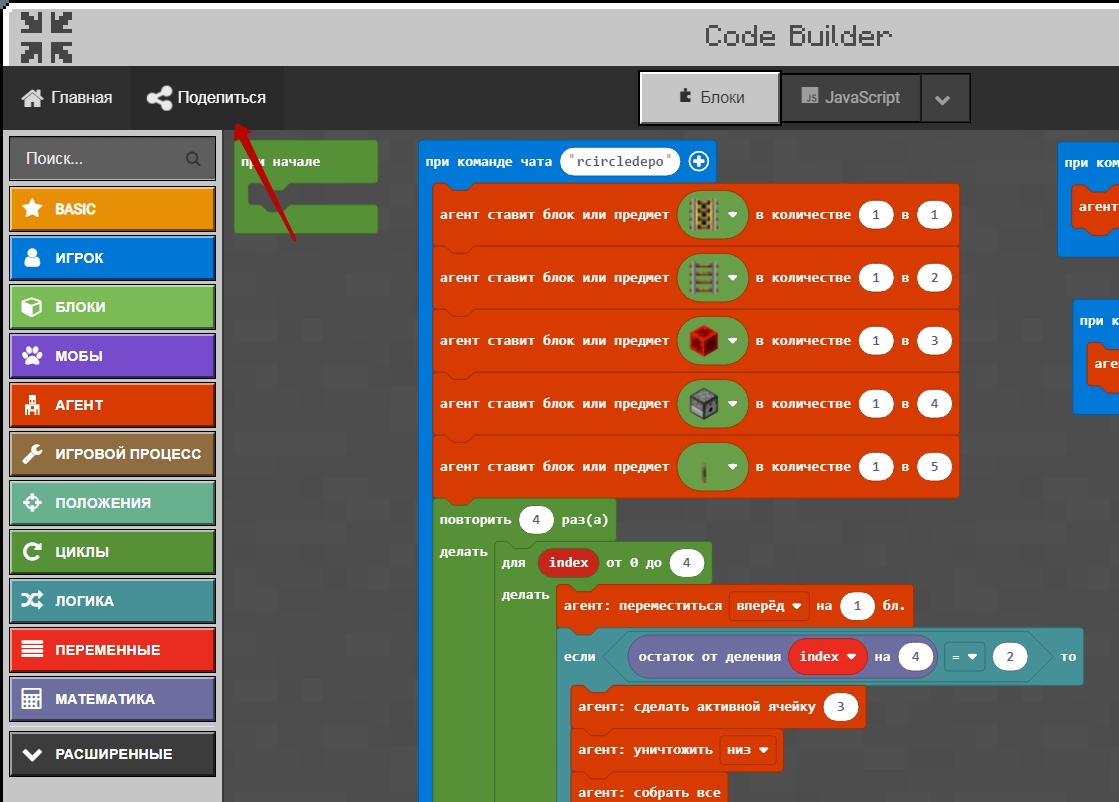 Code Builder
Главная
Поделиться
Блоки
JS JavaScript
Поиск...
BASIC
ИГРОК
БЛОКИ
МОБЫ
АГЕНТ
ИГРОВОЙ ПРОЦЕСС
ПОЛОЖЕНИЯ
ЦИКЛЫ
ЛОГИКА
ПЕРЕМЕННЫЕ
МАТЕМАТИКА
РАСШИРЕННЫЕ
при начале
при команде чата "rcircledepo"
агент ставит блок или предмет в количестве 1 в 1
агент ставит блок или предмет в количестве 1 в 2
агент ставит блок или предмет в количестве 1 в 3
агент ставит блок или предмет в количестве 1 в 4
агент ставит блок или предмет в количестве 1 в 5
повторить 4 раз(а)
делать
для index от 0 до 4
делать
агент: переместиться вперёд на 1 бл.
если остаток от деления index на 4 = 2 то
агент: сделать активной ячейку 3
агент: уничтожить низ
агент: собрать все
при ком
агент
при к
аге